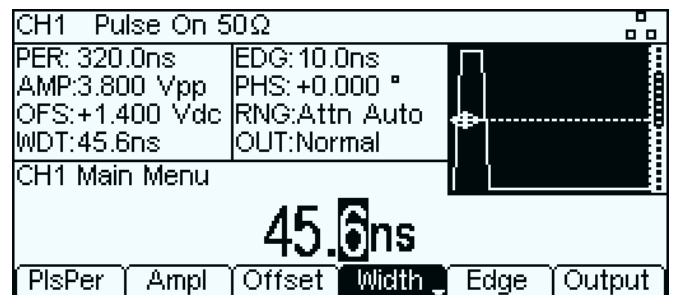 CH1 Pulse On 50Ω
PER: 320.0ns EDG:10.0ns
AMP:3.800 Vpp PHS:+0.000 °
OFS:+1.400 Vdc RNG:Attn Auto
WDT:45.6ns OUT:Normal
CH1 Main Menu
45.6ns
PlsPer Ampl Offset Width Edge Output